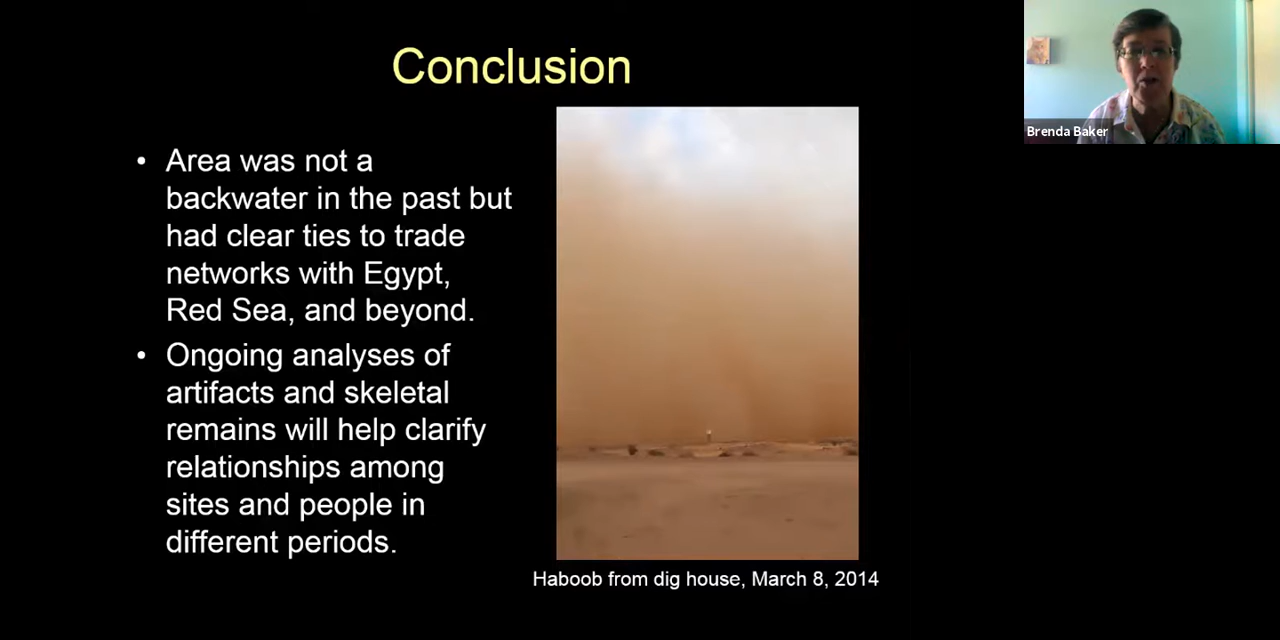 Conclusion
• Area was not a
backwater in the past but
had clear ties to trade
networks with Egypt,
Red Sea, and beyond.
• Ongoing analyses of
artifacts and skeletal
remains will help clarify
relationships among
sites and people in
different periods.
Haboob from dig house, March 8, 2014
Brenda Baker